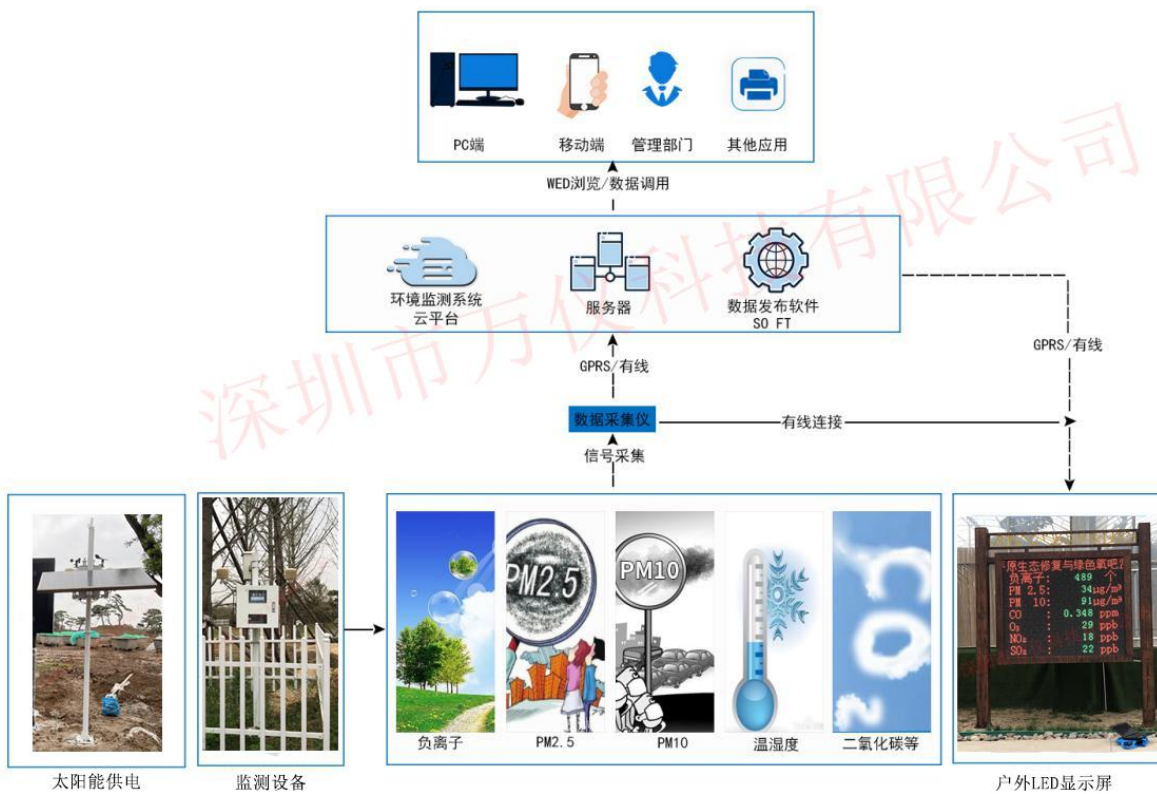 PC端
移动端
管理部门
其他应用
WED浏览/数据调用
环境监测系统
云平台
服务器
数据发布软件
SO FT
GPRS/有线
GPRS/有线
数据采集仪
有线连接
信号采集
深圳市万仪科技有限公司
PM2.5
PM10
CO2
原生态修复与绿色氧吧
负离子: 489 个
PM 2.5: 34μg/m³
PM 10: 91μg/m³
CO : 0.348 ppm
O₃ : 29 ppb
NO₂ : 18 ppb
SO₂ : 22 ppb
负离子
PM2.5
PM10
温湿度
二氧化碳等
太阳能供电
监测设备
户外LED显示屏